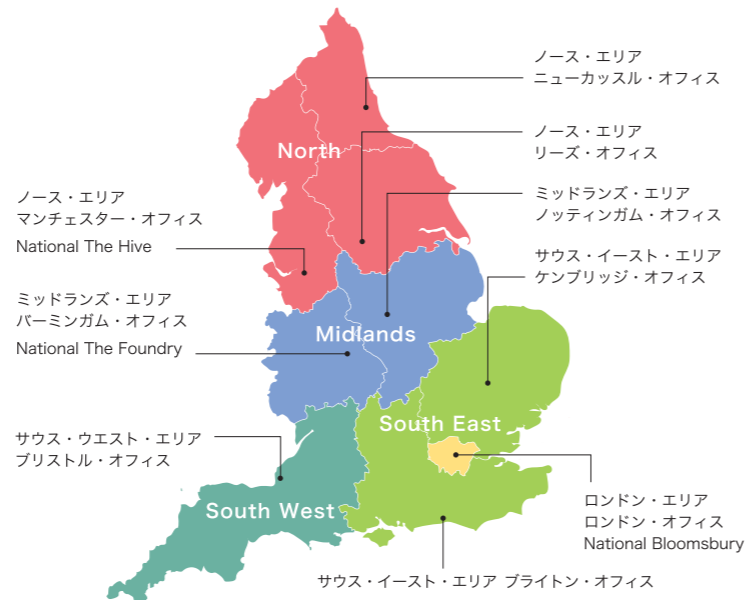 ノース・エリア
ニューカッスル・オフィス
ノース・エリア
リーズ・オフィス
North
ミッドランズ・エリア
ノッティンガム・オフィス
ノース・エリア
マンチェスター・オフィス
National The Hive
サウス・イースト・エリア
ケンブリッジ・オフィス
ミッドランズ・エリア
バーミンガム・オフィス
National The Foundry
Midlands
South East
サウス・ウエスト・エリア
ブリストル・オフィス
South West
ロンドン・エリア
ロンドン・オフィス
National Bloomsbury
サウス・イースト・エリア ブライトン・オフィス